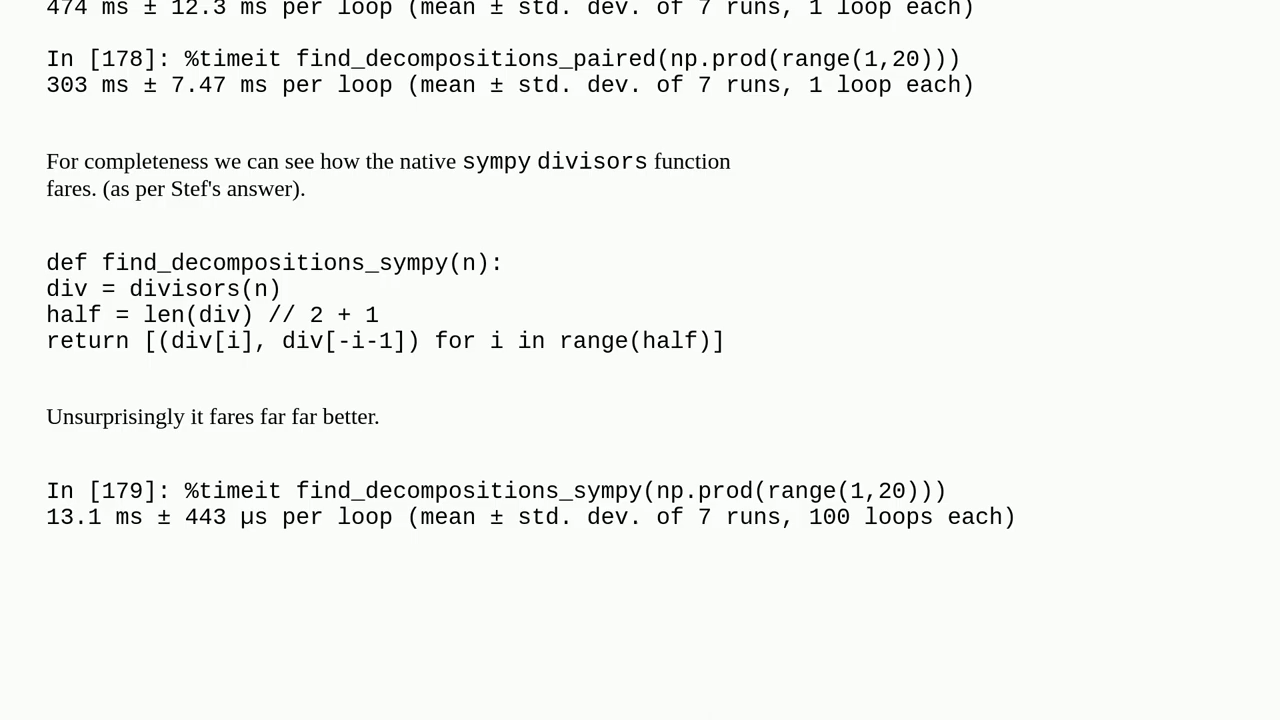 474 ms ± 12.3 ms per loop (mean ± std. dev. of 7 runs, 1 loop each)
In [178]: %timeit find_decompositions_paired(np.prod(range(1,20)))
303 ms ± 7.47 ms per loop (mean ± std. dev. of 7 runs, 1 loop each)
For completeness we can see how the native sympy divisors function
fares. (as per Stef's answer).
def find_decompositions_sympy(n):
div = divisors(n)
half = len(div) // 2 + 1
return [(div[i], div[-i-1]) for i in range(half)]
Unsurprisingly it fares far far better.
In [179]: %timeit find_decompositions_sympy(np.prod(range(1,20)))
13.1 ms ± 443 µs per loop (mean ± std. dev. of 7 runs, 100 loops each)